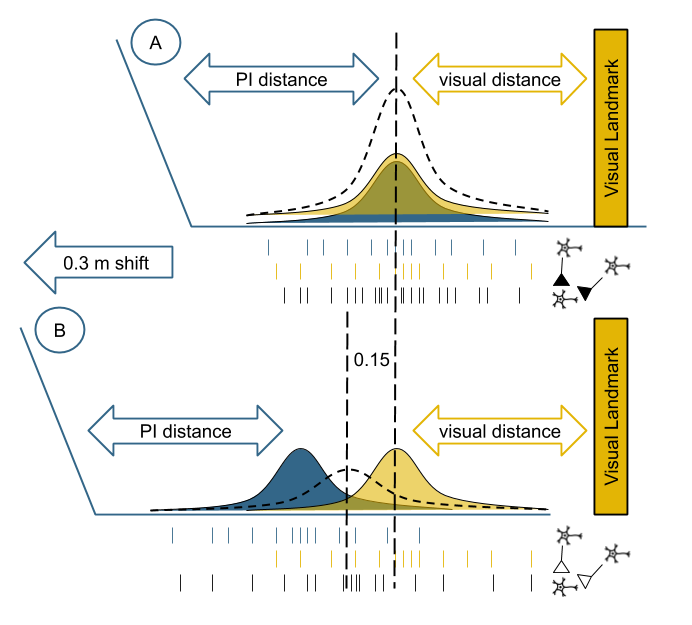 A
PI distance
visual distance
Visual Landmark
0.3 m shift
B
0.15
PI distance
visual distance
Visual Landmark